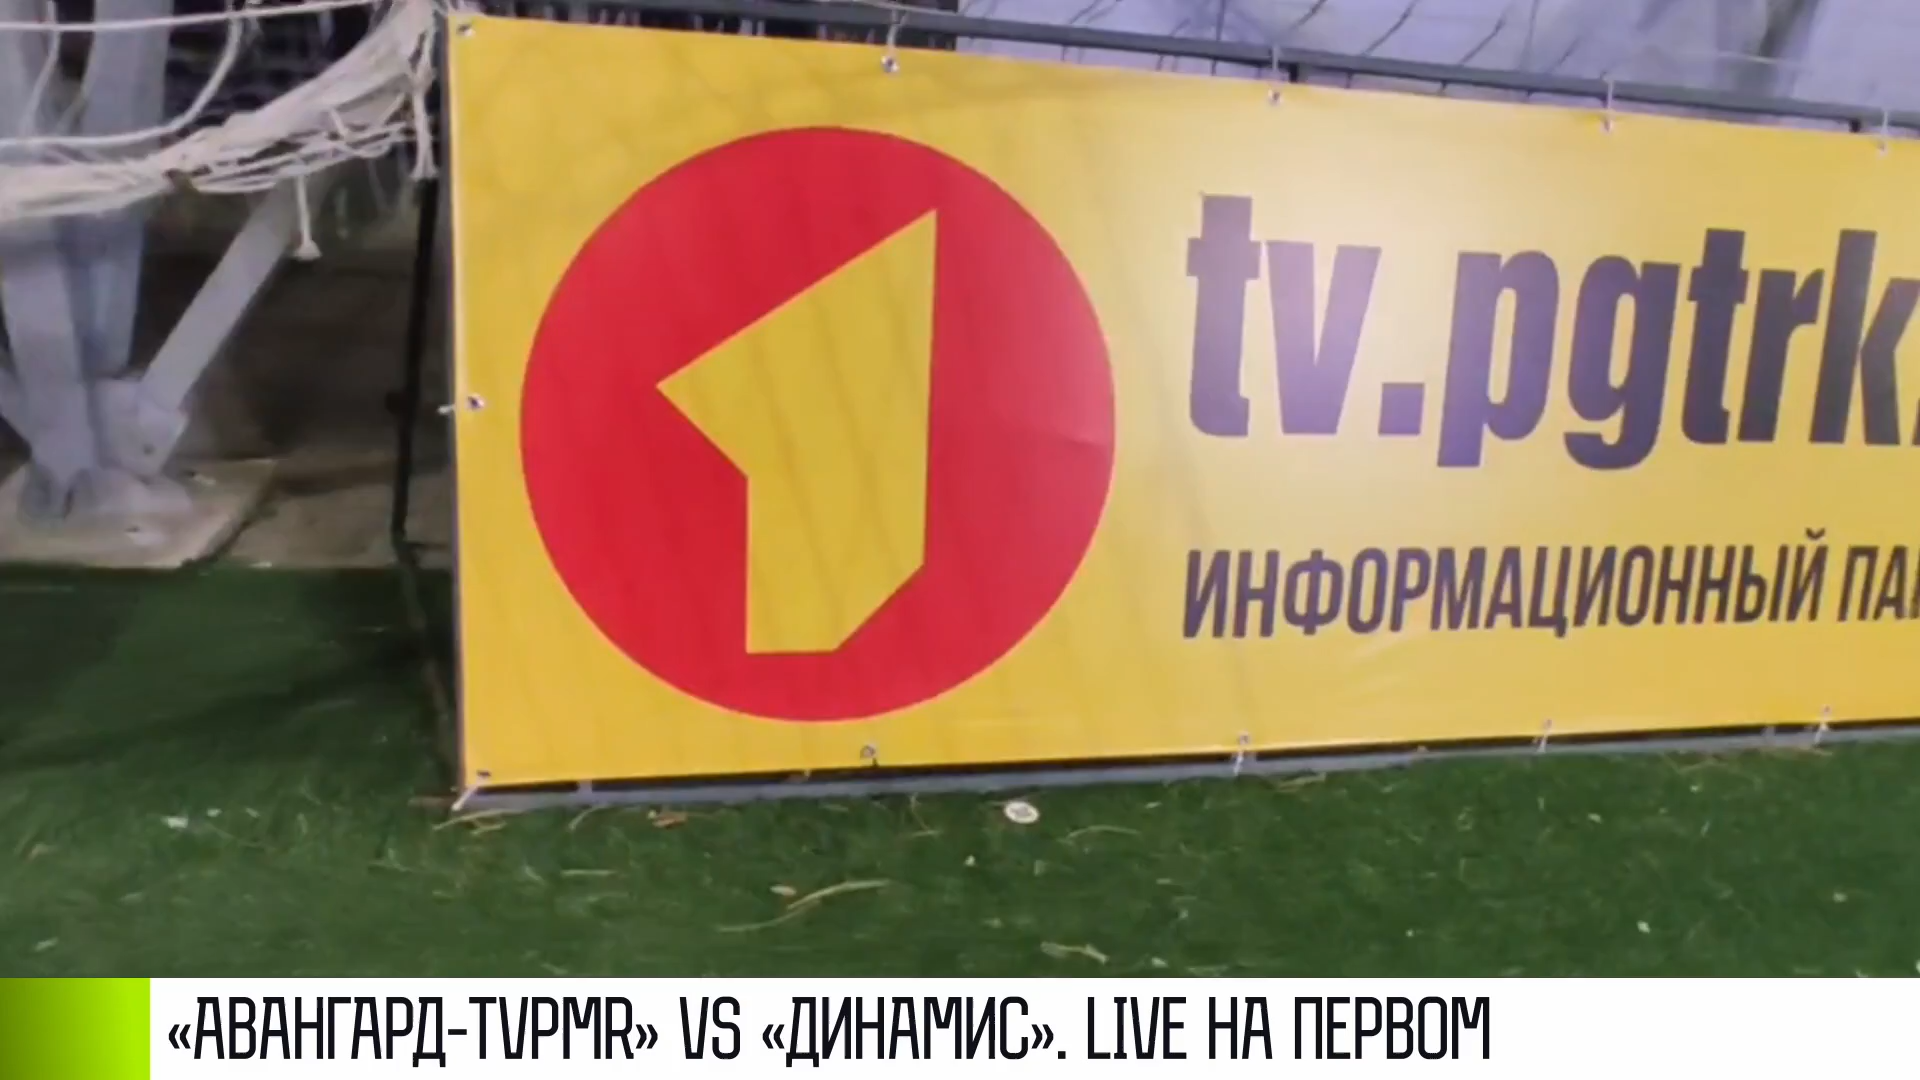 tv.pgtrk.
ИНФОРМАЦИОННЫЙ
«АВАНГАРД-TVPMR» VS «ДИНАМИС». LIVE НА ПЕРВОМ